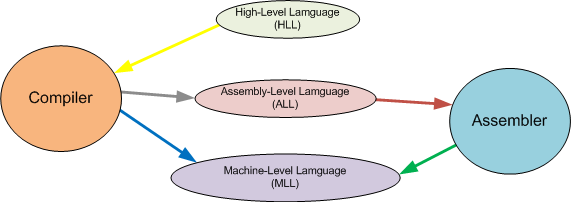 High-Level Lamguage
(HLL)
Compiler
Assembly-Level Lamguage
(ALL)
Assembler
Machine-Level Lamguage
(MLL)